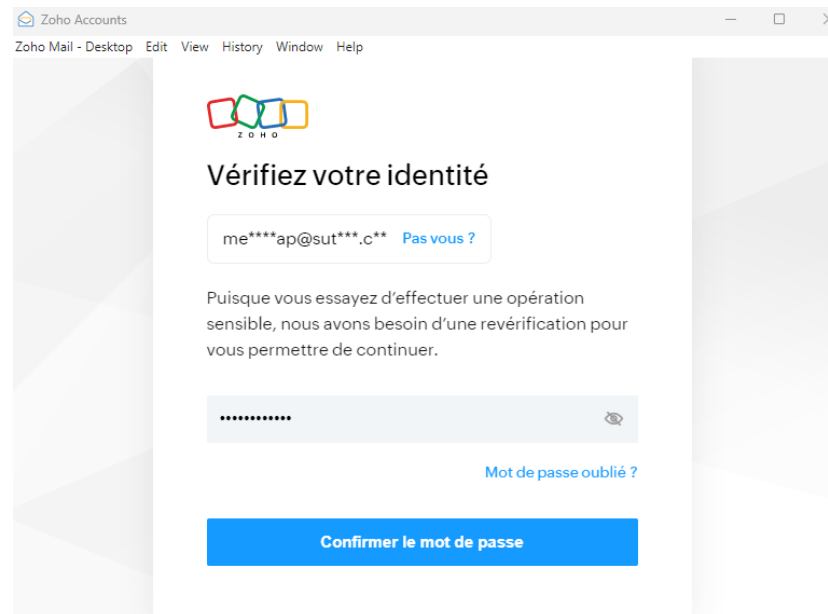 Zoho Accounts
Zoho Mail - Desktop Edit View History Window Help
ZOHO
Vérifiez votre identité
me****ap@sut***.c** Pas vous ?
Puisque vous essayez d'effectuer une opération
sensible, nous avons besoin d'une revérification pour
vous permettre de continuer.
••••••••••••
Mot de passe oublié ?
Confirmer le mot de passe